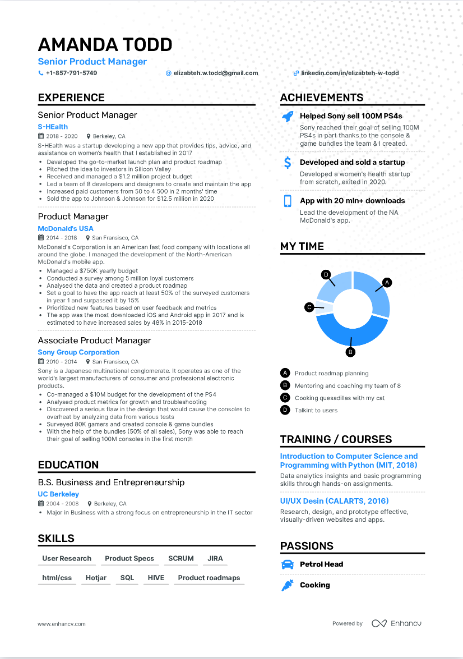 AMANDA TODD
Senior Product Manager
+1-857-791-5749
elizabteh.w.todd@gmail.com
linkedin.com/in/elizabteh-w-todd
EXPERIENCE
Senior Product Manager
S-HEalth
2018 - 2020 Berkeley, CA
S-HEalth was a startup developing a new app that provides tips, advice, and
assistance on women's health that I established in 2017
• Developed the go-to-market launch plan and product roadmap
• Pitched the idea to investors in Silicon Valley
• Received and managed a $1.2 million project budget
• Led a team of 8 developers and designers to create and maintain the app
• Increased paid customers from 50 to 4 500 in 2 months' time
• Sold the app to Johnson & Johnson for $12.5 million in 2020
Product Manager
McDonald's USA
2014 - 2018 San Fransisco, CA
McDonald's Corporation is an American fast food company with locations all
around the globe. I managed the development of the North-American
McDonald's mobile app.
• Managed a $750K yearly budget
• Conducted a survey among 5 million loyal customers
• Analysed the data and created a product roadmap
• Set a goal to have the app reach at least 50% of the surveyed customers
in year 1 and surpassed it by 15%
• Prioritized new features based on user feedback and metrics
• The app was the most downloaded iOS and Android app in 2017 and is
estimated to have increased sales by 48% in 2015-2018
Associate Product Manager
Sony Group Corporation
2010 - 2014 San Fransisco, CA
Sony is a Japanese multinational conglomerate. It operates as one of the
world's largest manufacturers of consumer and professional electronic
products.
• Co-managed a $10M budget for the development of the PS4
• Analysed product metrics for growth and troubleshooting
• Discovered a serious flaw in the design that would cause the consoles to
overheat by analyzing data from various tests
• Surveyed 80K gamers and created console & game bundles
• With the help of the bundles (50% of all sales), Sony was able to reach
their goal of selling 100M consoles in the first month
EDUCATION
B.S. Business and Entrepreneurship
UC Berkeley
2004 - 2008 Berkeley, CA
• Major in Business with a strong focus on entrepreneurship in the IT sector
SKILLS
User Research Product Specs SCRUM JIRA
html/css Hotjar SQL HIVE Product roadmaps
ACHIEVEMENTS
Helped Sony sell 100M PS4s
Sony reached their goal of selling 100M
PS4s in part thanks to the console &
game bundles the team & I created.
Developed and sold a startup
Developed a women's health startup
from scratch, exited in 2020.
App with 20 mln+ downloads
Lead the development of the NA
McDonald's app.
MY TIME
D
A
C
B
A Product roadmap planning
B Mentoring and coaching my team of 8
C Cooking quesadillas with my cat
D Talking to users
TRAINING / COURSES
Introduction to Computer Science and
Programming with Python (MIT, 2018)
Data analytics insights and basic programming
skills through hands-on assignments.
UI/UX Desin (CALARTS, 2016)
Research, design, and prototype effective,
visually-driven websites and apps.
PASSIONS
Petrol Head
Cooking
www.enhancv.com
Powered by Enhancv